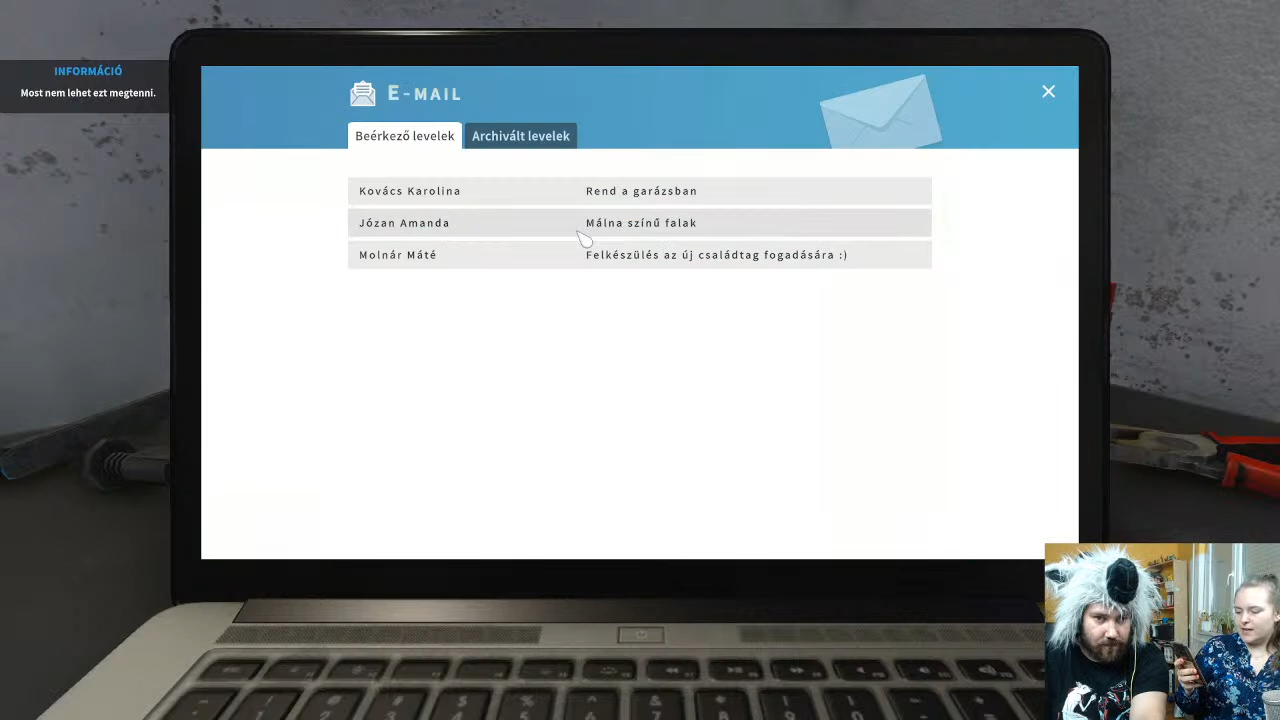 INFORMÁCIÓ
Most nem lehet ezt megtenni.
E-MAIL
Beérkező levelek
Archivált levelek
Kovács Karolina Rend a garázsban
Józan Amanda Málna színű falak
Molnár Máté Felkészülés az új családtag fogadására :)